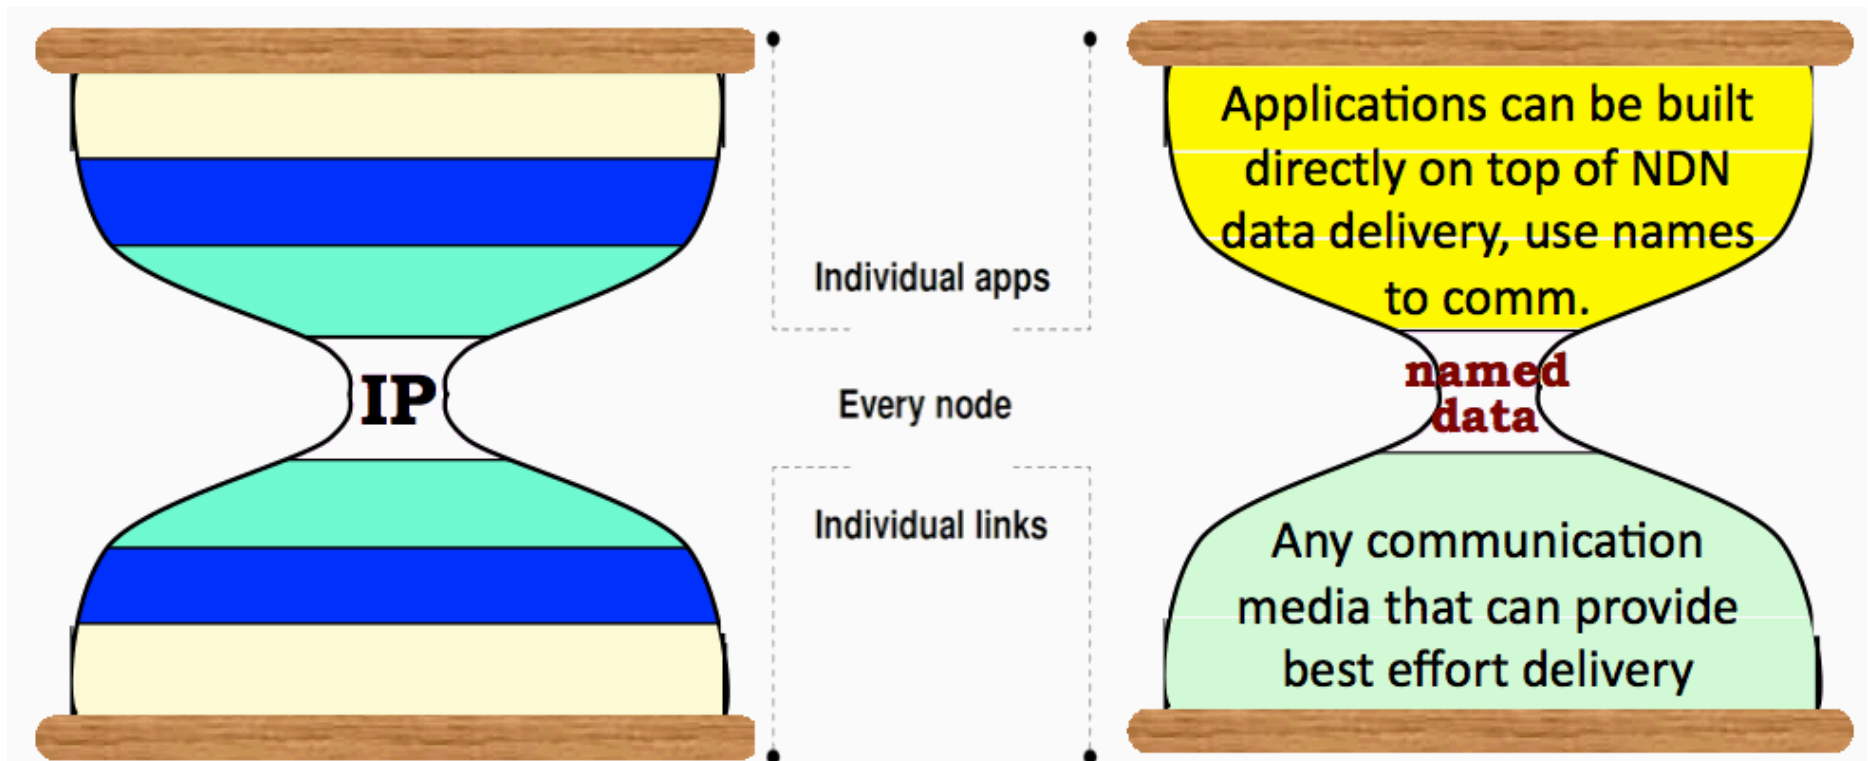 IP
Individual apps
Every node
Individual links
Applications can be built
directly on top of NDN
data delivery, use names
to comm.
named
data
Any communication
media that can provide
best effort delivery